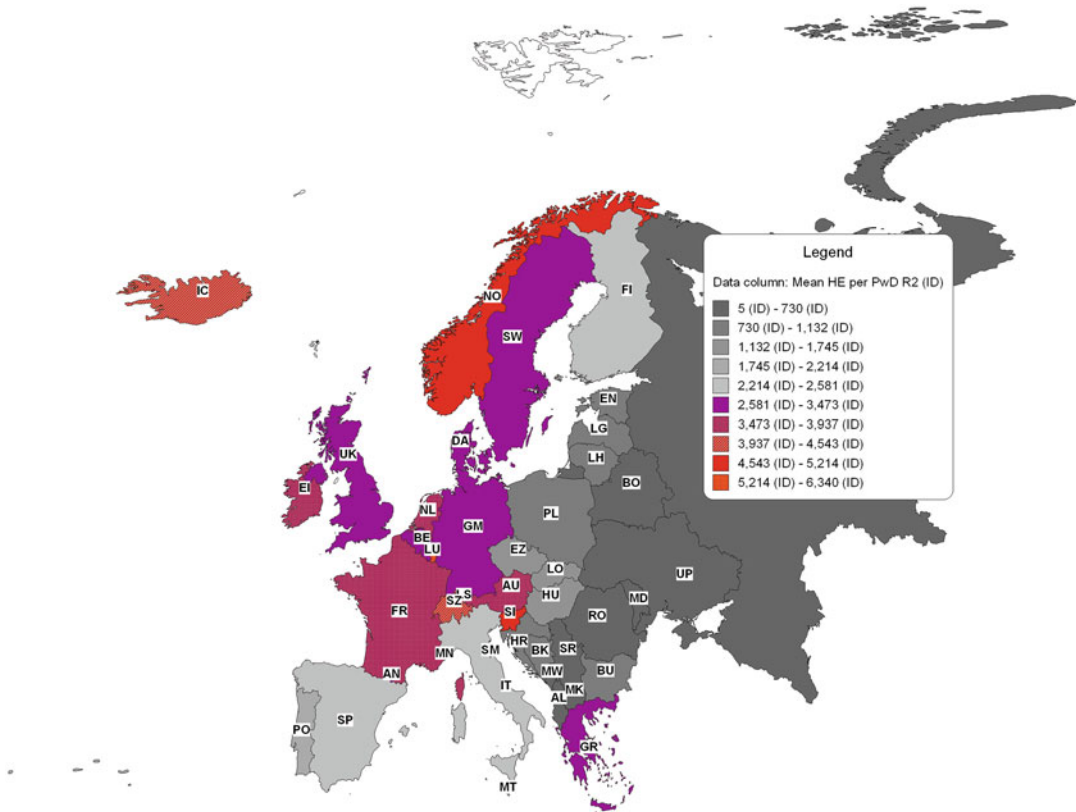 IC
NO
FI
SW
EN
LG
DA
LH
UK
BO
EI
NL
GM
PL
BE
LU
EZ
UP
LO
AU
HU
LS
SZ
MD
FR
SI
RO
HR
MN
SM
BK
SR
AN
MW
BU
IT
MK
AL
SP
PO
GR
MT
Legend
Data column: Mean HE per PwD R2 (ID)
5 (ID) - 730 (ID)
730 (ID) - 1,132 (ID)
1,132 (ID) - 1,745 (ID)
1,745 (ID) - 2,214 (ID)
2,214 (ID) - 2,581 (ID)
2,581 (ID) - 3,473 (ID)
3,473 (ID) - 3,937 (ID)
3,937 (ID) - 4,543 (ID)
4,543 (ID) - 5,214 (ID)
5,214 (ID) - 6,340 (ID)